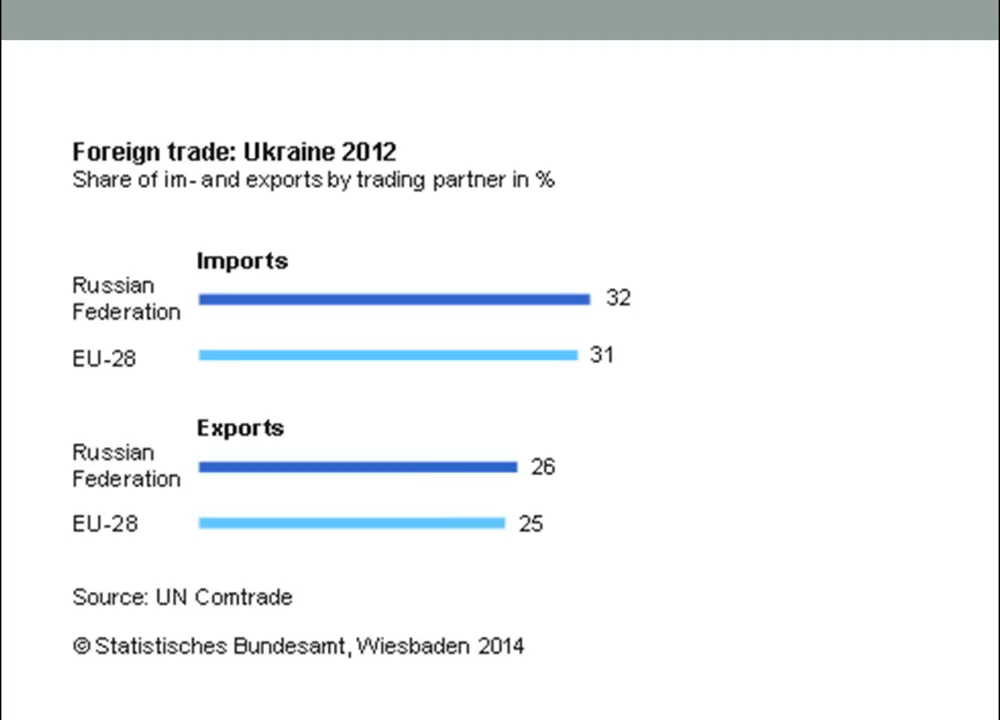 Foreign trade: Ukraine 2012
Share of im- and exports by trading partner in %
Imports
Russian
Federation
32
EU-28
31
Exports
Russian
Federation
26
EU-28
25
Source: UN Comtrade
© Statistisches Bundesamt, Wiesbaden 2014